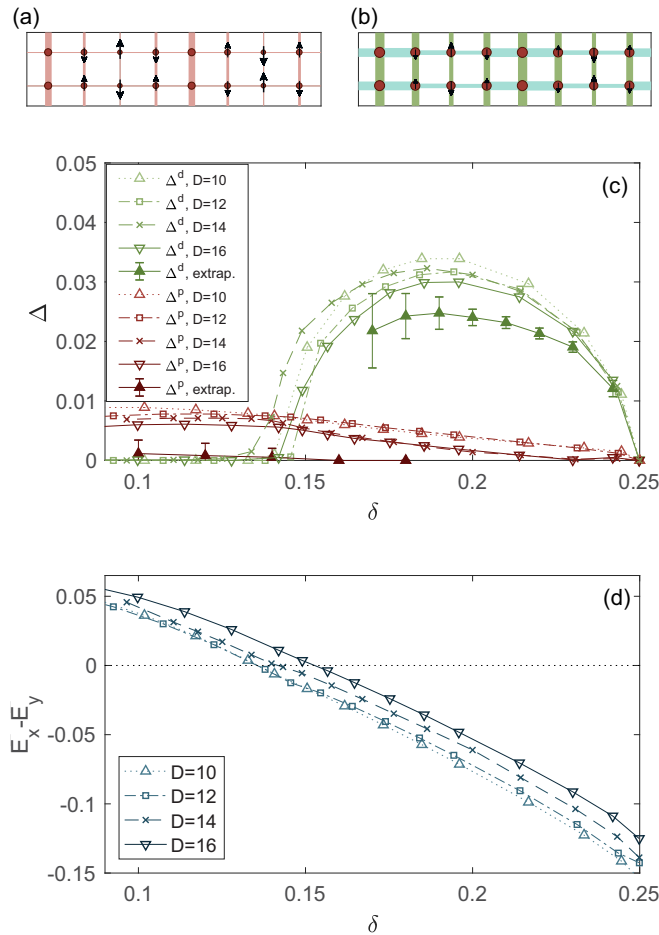 (a)
(b)
(c)
Δ
0.05
0.04
0.03
0.02
0.01
0
Δᵈ, D=10
Δᵈ, D=12
Δᵈ, D=14
Δᵈ, D=16
Δᵈ, extrap.
Δᵖ, D=10
Δᵖ, D=12
Δᵖ, D=14
Δᵖ, D=16
Δᵖ, extrap.
0.1
0.15
0.2
0.25
δ
(d)
Eₓ-Eᵧ
0.05
0
-0.05
-0.1
-0.15
D=10
D=12
D=14
D=16
0.1
0.15
0.2
0.25
δ